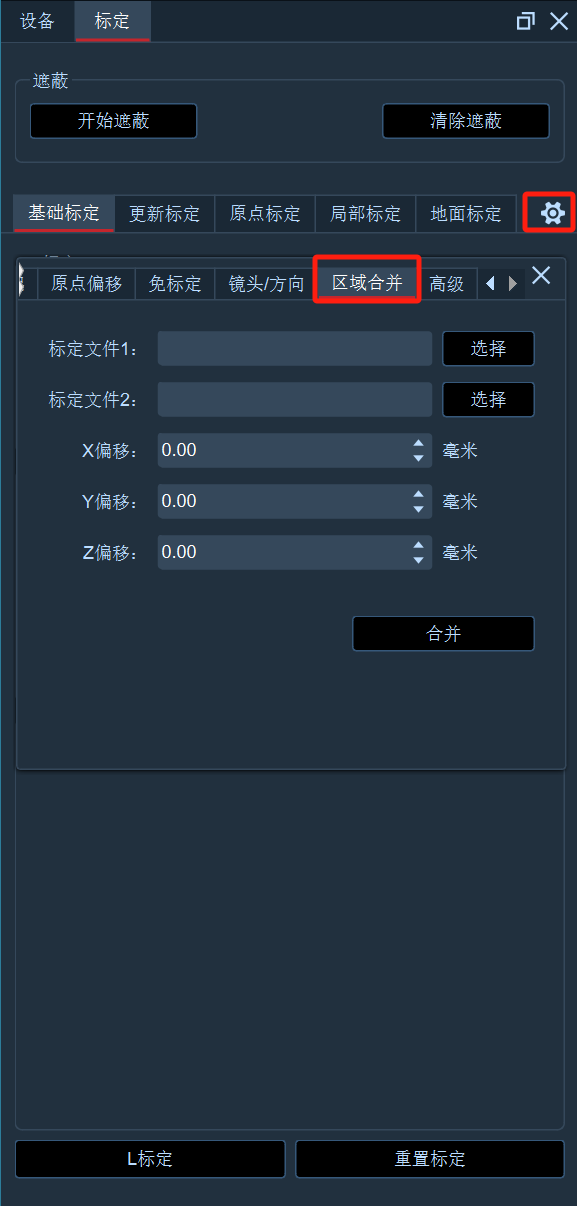 设备 标定
遮蔽
开始遮蔽 清除遮蔽
基础标定 更新标定 原点标定 局部标定 地面标定
原点偏移 免标定 镜头/方向 区域合并 高级
标定文件1： 选择
标定文件2： 选择
X偏移： 0.00 毫米
Y偏移： 0.00 毫米
Z偏移： 0.00 毫米
合并
L标定 重置标定